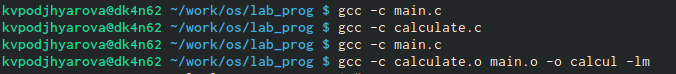 kvpodjhyarova@dk4n62 ~/work/os/lab_prog $ gcc -c main.c
kvpodjhyarova@dk4n62 ~/work/os/lab_prog $ gcc -c calculate.c
kvpodjhyarova@dk4n62 ~/work/os/lab_prog $ gcc -c main.c
kvpodjhyarova@dk4n62 ~/work/os/lab_prog $ gcc -c calculate.o main.o -o calcul -lm